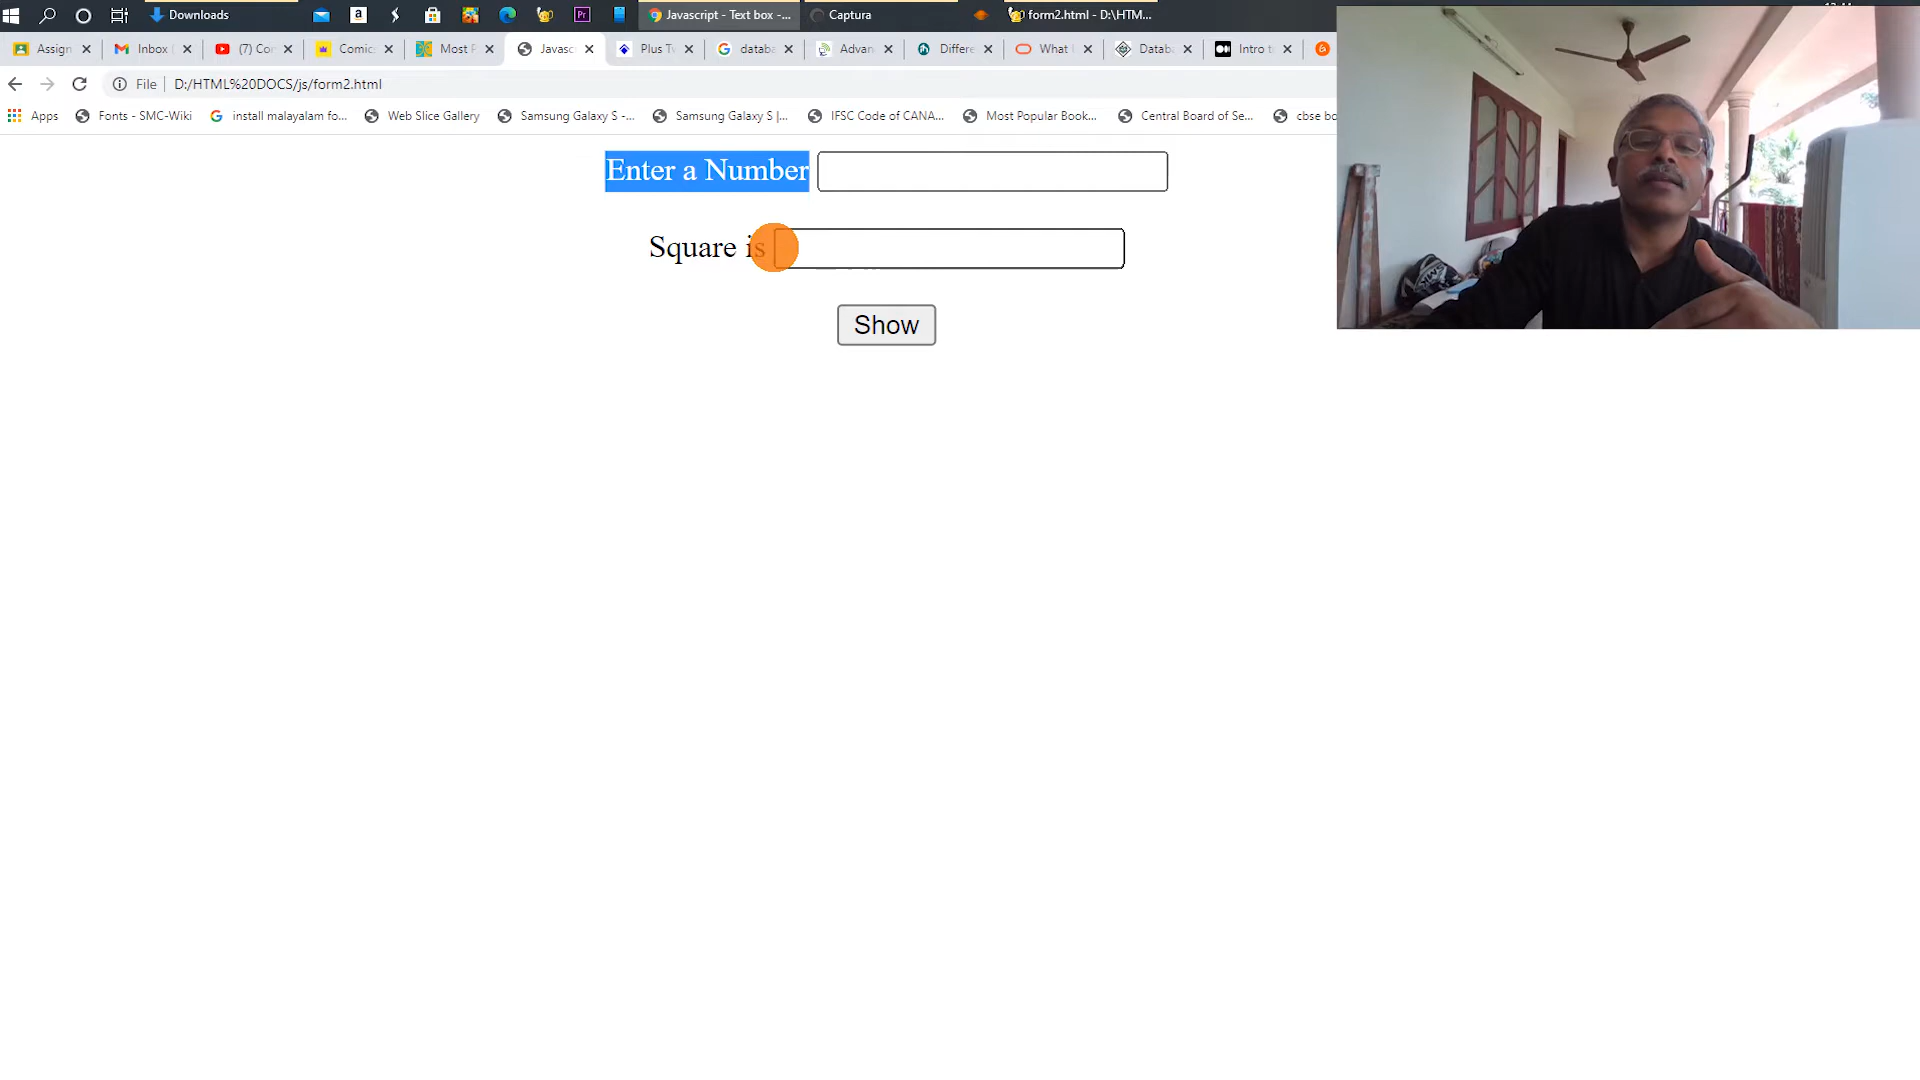 Downloads
Javascript - Text box -...
Captura
form2.html - D:\HTM...
Assign
Inbox
(7) Co
Comic
Most P
Javasc
Plus Tw
databa
Advan
Differe
What
Datab
Intro t
File
D:/HTML%20DOCS/js/form2.html
Apps
Fonts - SMC-Wiki
install malayalam fo...
Web Slice Gallery
Samsung Galaxy S -...
Samsung Galaxy S |...
IFSC Code of CANA...
Most Popular Book...
Central Board of Se...
cbse bo
Enter a Number
Square is
Show